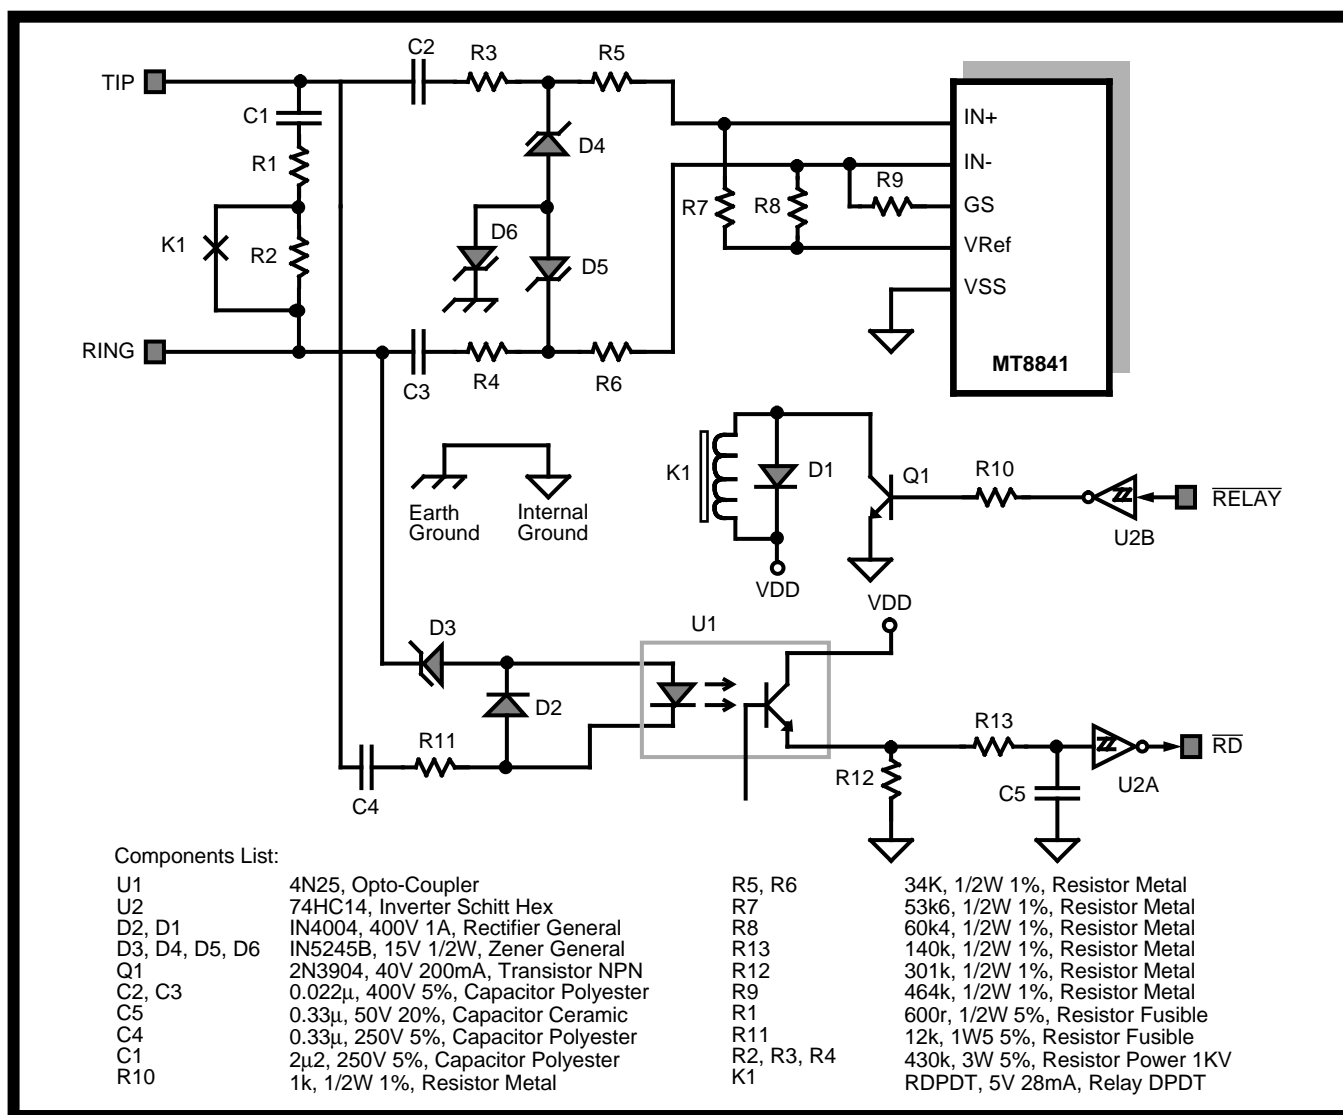 C2
R3
R5
TIP
C1
R1
K1
R2
D4
D6
D5
R7
R8
R9
IN+
IN-
GS
VRef
VSS
MT8841
RING
C3
R4
R6
Earth
Ground
Internal
Ground
K1
D1
Q1
R10
RELAY
U2B
VDD
VDD
U1
D3
D2
R11
C4
R12
R13
C5
U2A
RD
Components List:
U1 4N25, Opto-Coupler
U2 74HC14, Inverter Schitt Hex
D2, D1 IN4004, 400V 1A, Rectifier General
D3, D4, D5, D6 IN5245B, 15V 1/2W, Zener General
Q1 2N3904, 40V 200mA, Transistor NPN
C2, C3 0.022μ, 400V 5%, Capacitor Polyester
C5 0.33μ, 50V 20%, Capacitor Ceramic
C4 0.33μ, 250V 5%, Capacitor Polyester
C1 2μ2, 250V 5%, Capacitor Polyester
R10 1k, 1/2W 1%, Resistor Metal
R5, R6 34K, 1/2W 1%, Resistor Metal
R7 53k6, 1/2W 1%, Resistor Metal
R8 60k4, 1/2W 1%, Resistor Metal
R13 140k, 1/2W 1%, Resistor Metal
R12 301k, 1/2W 1%, Resistor Metal
R9 464k, 1/2W 1%, Resistor Metal
R1 600r, 1/2W 5%, Resistor Fusible
R11 12k, 1W5 5%, Resistor Fusible
R2, R3, R4 430k, 3W 5%, Resistor Power 1KV
K1 RDPDT, 5V 28mA, Relay DPDT